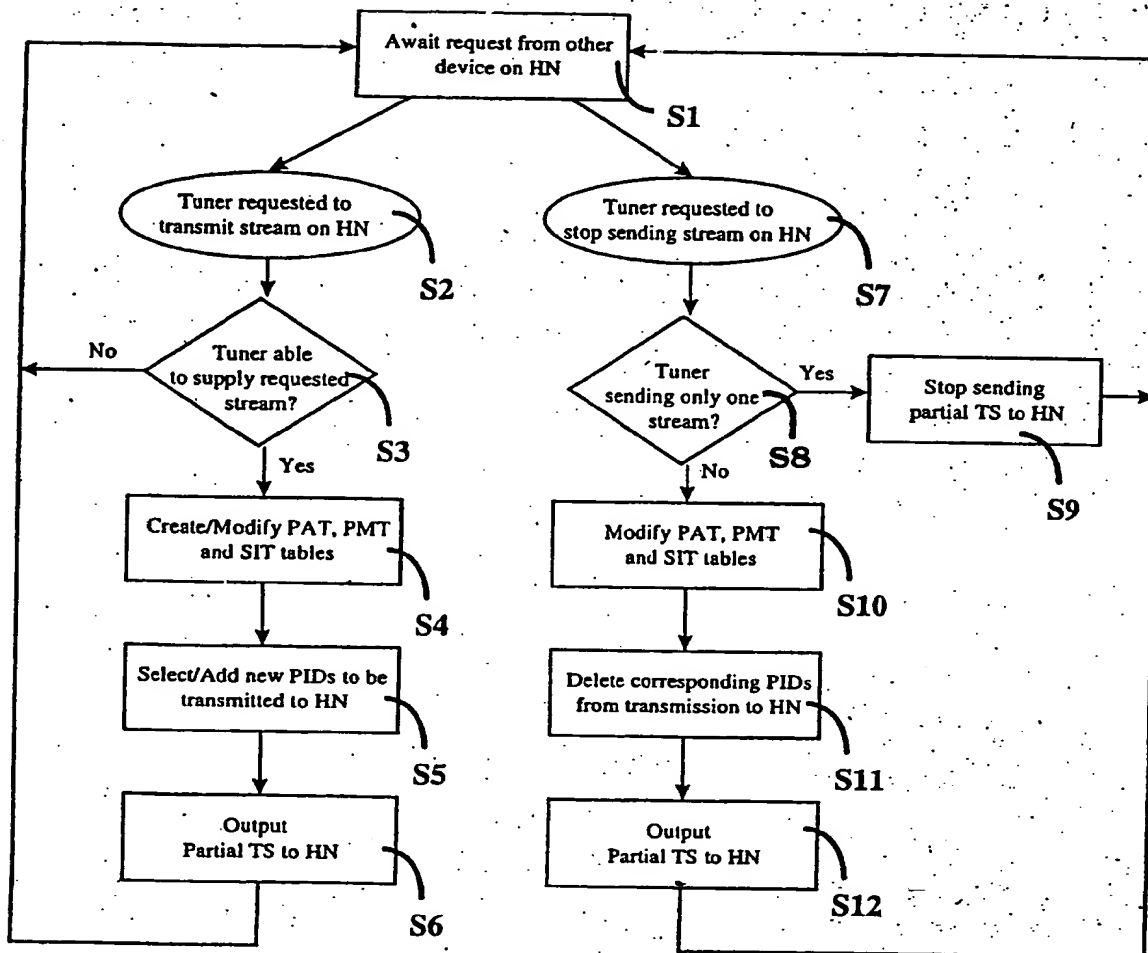 Await request from other
device on HN
S1
Tuner requested to
transmit stream on HN
S2
Tuner requested to
stop sending stream on HN
S7
No
Tuner able
to supply requested
stream?
S3
Yes
Tuner
sending only one
stream?
S8
Yes
No
Stop sending
partial TS to HN
S9
Create/Modify PAT, PMT
and SIT tables
S4
Modify PAT, PMT
and SIT tables
S10
Select/Add new PIDs to be
transmitted to HN
S5
Delete corresponding PIDs
from transmission to HN
S11
Output
Partial TS to HN
S6
Output
Partial TS to HN
S12